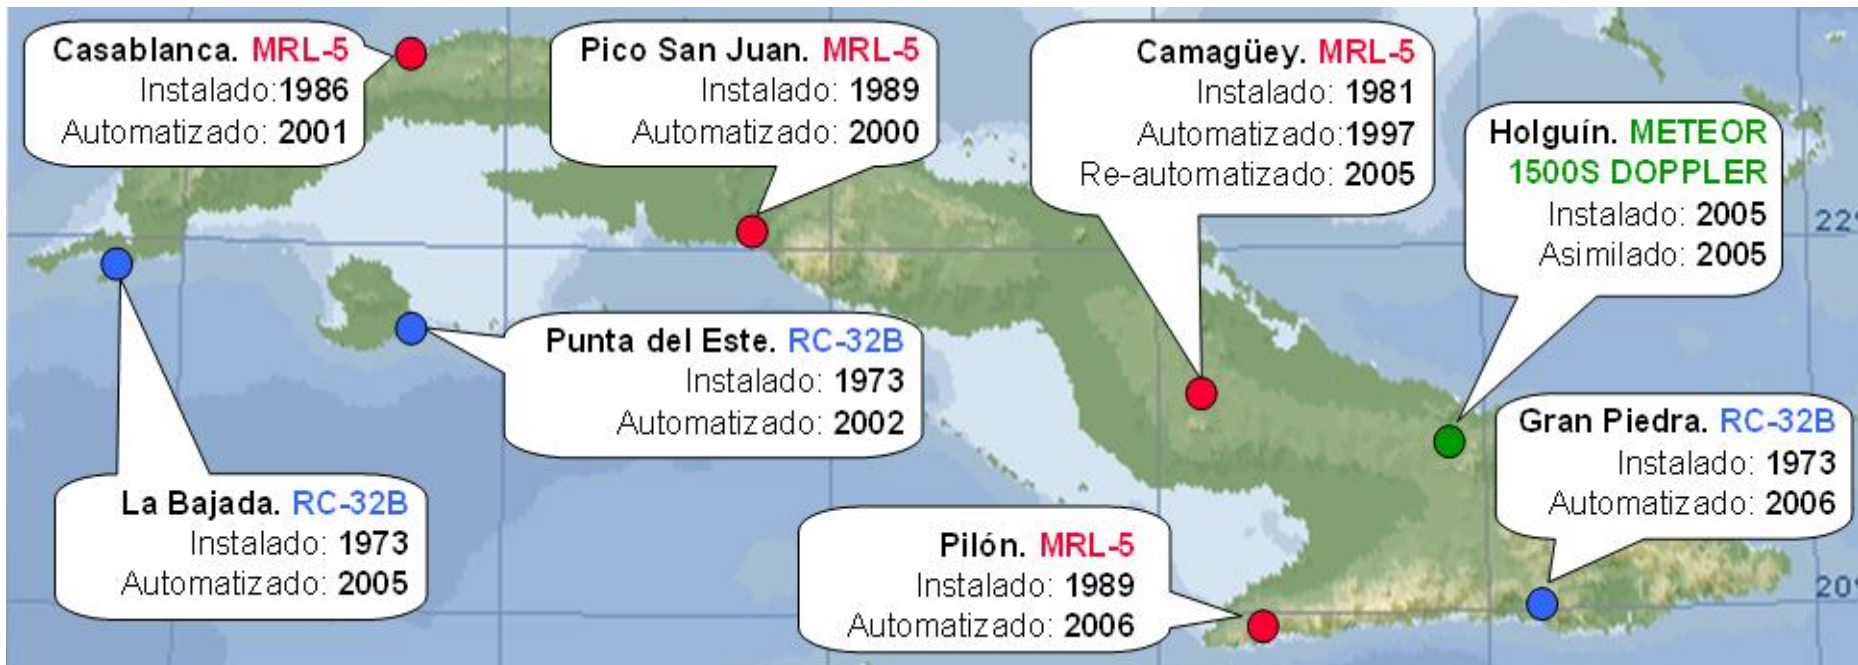 Casablanca. MRL-5
Instalado:1986
Automatizado: 2001
Pico San Juan. MRL-5
Instalado: 1989
Automatizado: 2000
Camagüey. MRL-5
Instalado: 1981
Automatizado:1997
Re-automatizado: 2005
Holguín. METEOR
1500S DOPPLER
Instalado: 2005
Asimilado: 2005
22°
Punta del Este. RC-32B
Instalado: 1973
Automatizado: 2002
Gran Piedra. RC-32B
Instalado: 1973
Automatizado: 2006
La Bajada. RC-32B
Instalado: 1973
Automatizado: 2005
Pilón. MRL-5
Instalado: 1989
Automatizado: 2006
20°